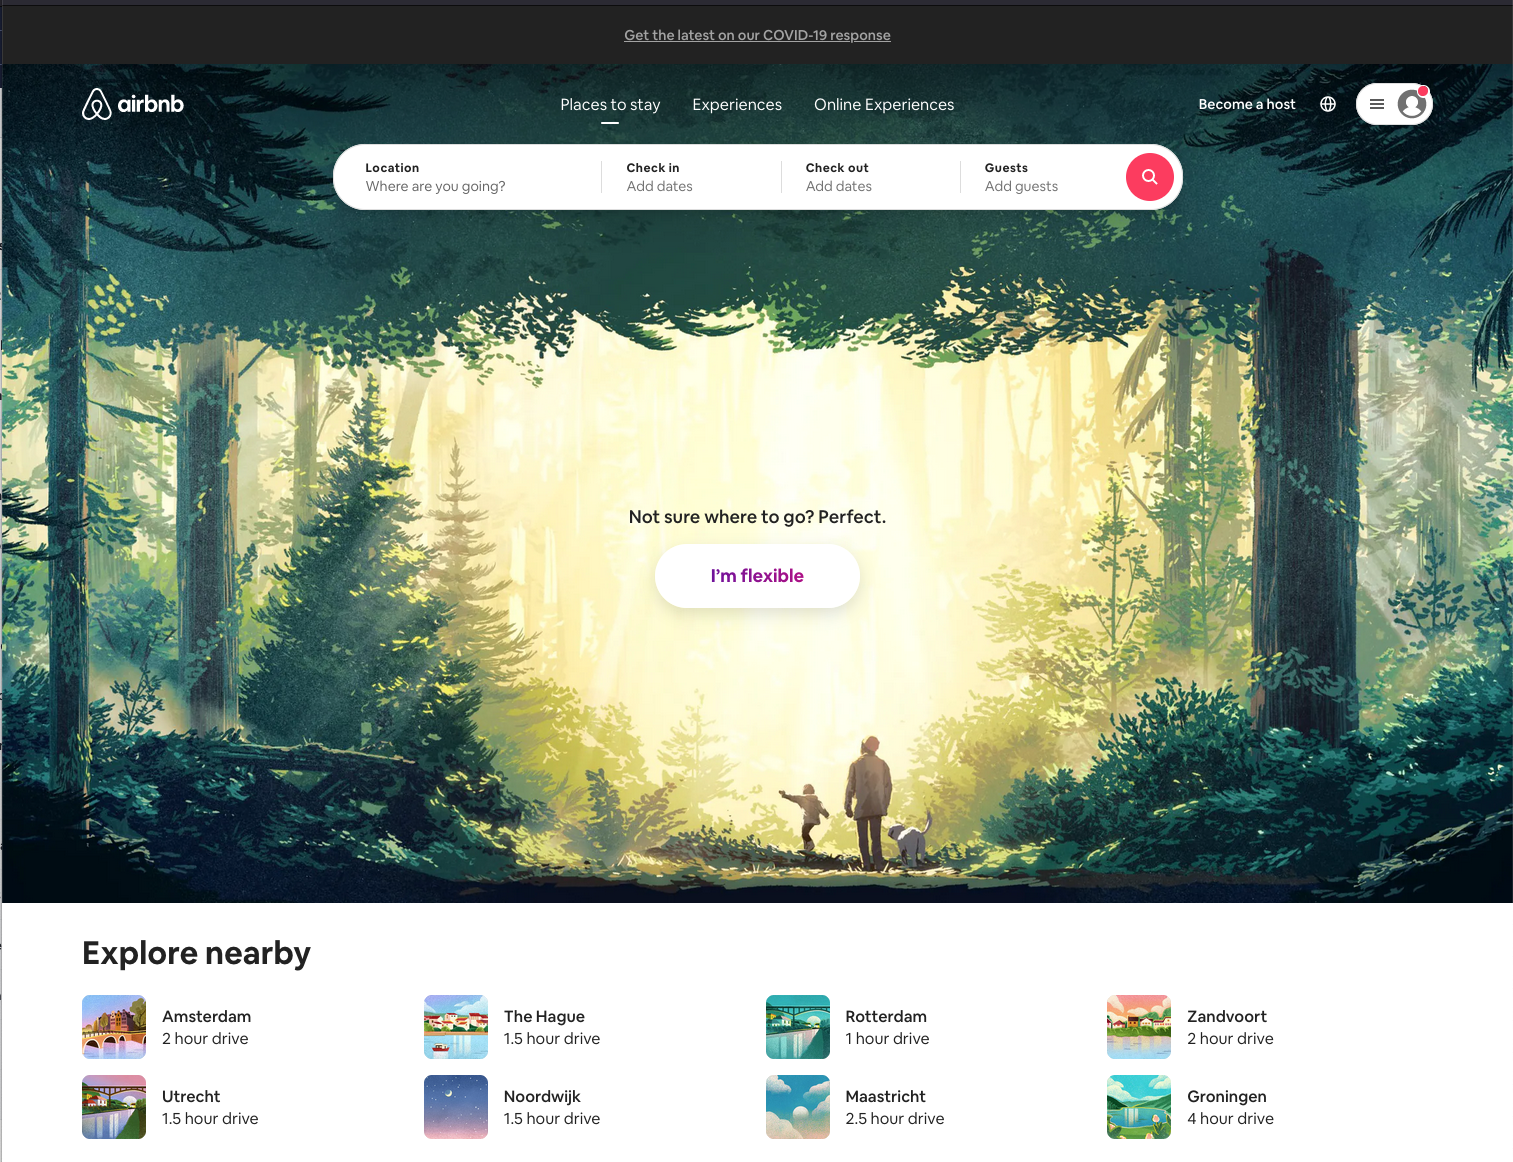 Get the latest on our COVID-19 response
airbnb
Places to stay Experiences Online Experiences
Become a host
Location
Where are you going?
Check in
Add dates
Check out
Add dates
Guests
Add guests
Not sure where to go? Perfect.
I'm flexible
Explore nearby
Amsterdam
2 hour drive
The Hague
1.5 hour drive
Rotterdam
1 hour drive
Zandvoort
2 hour drive
Utrecht
1.5 hour drive
Noordwijk
1.5 hour drive
Maastricht
2.5 hour drive
Groningen
4 hour drive